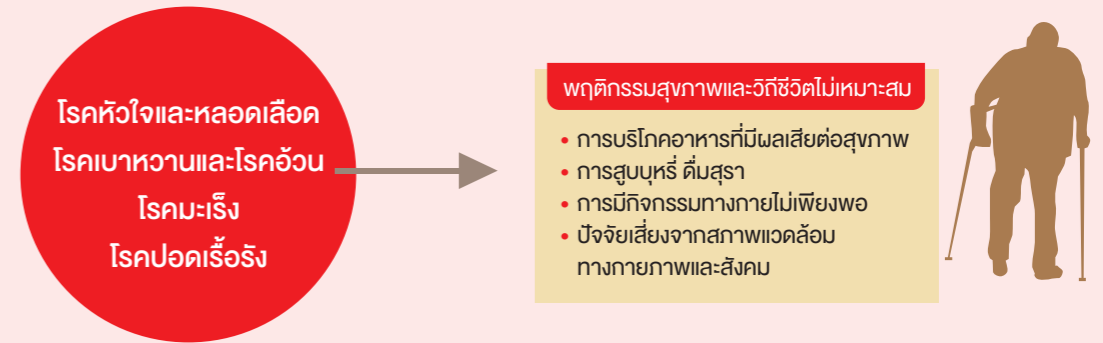 โรคหัวใจและหลอดเลือด
โรคเบาหวานและโรคอ้วน
โรคมะเร็ง
โรคปอดเรื้อรัง
พฤติกรรมสุขภาพและวิถีชีวิตไม่เหมาะสม
• การบริโภคอาหารที่มีผลเสียต่อสุขภาพ
• การสูบบุหรี่ ดื่มสุรา
• การมีกิจกรรมทางกายไม่เพียงพอ
• ปัจจัยเสี่ยงจากสภาพแวดล้อม
ทางกายภาพและสังคม